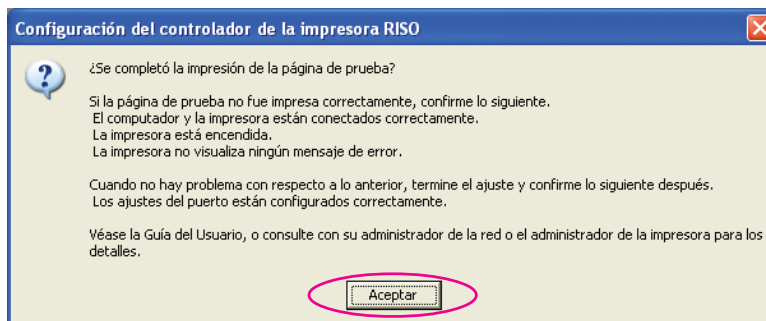 Configuración del controlador de la impresora RISO
¿Se completó la impresión de la página de prueba?
Si la página de prueba no fue impresa correctamente, confirme lo siguiente.
El computador y la impresora están conectados correctamente.
La impresora está encendida.
La impresora no visualiza ningún mensaje de error.
Cuando no hay problema con respecto a lo anterior, termine el ajuste y confirme lo siguiente después.
Los ajustes del puerto están configurados correctamente.
Véase la Guía del Usuario, o consulte con su administrador de la red o el administrador de la impresora para los
detalles.
Aceptar